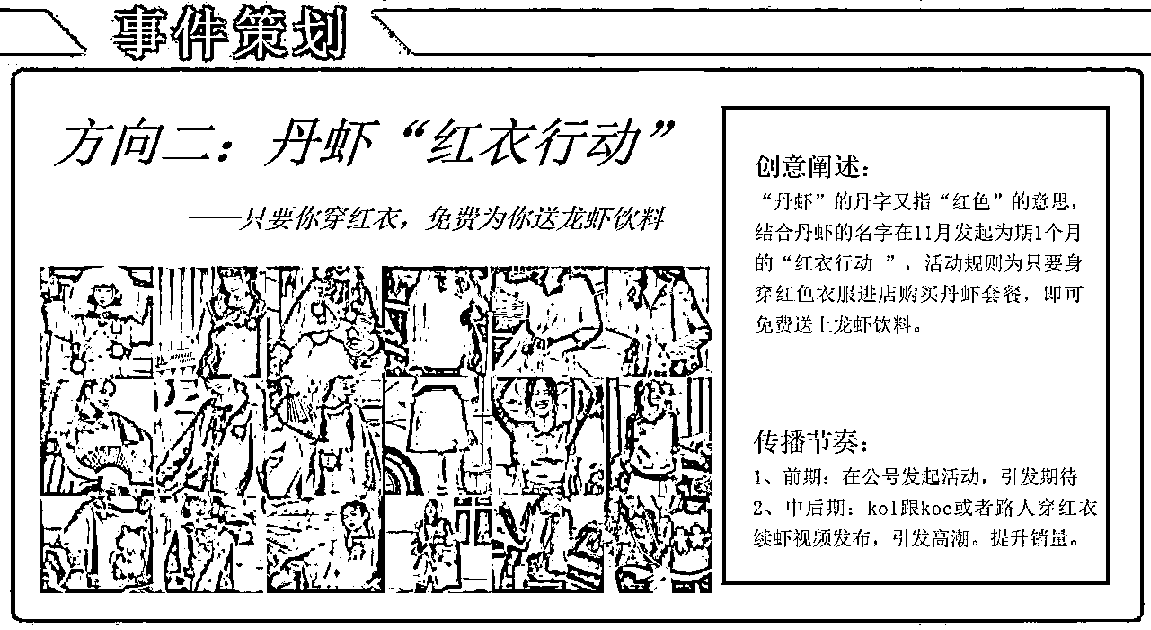 事件策划
方向二：丹虾“红衣行动”
——只要你穿红衣，免费为你送龙虾饮料
创意阐述：
“丹虾”的丹字又指“红色”的意思，
结合丹虾的名字在11月发起为期1个月
的“红衣行动 ”，活动规则为只要身
穿红色衣服进店购买丹虾套餐，即可
免费送上龙虾饮料。
传播节奏：
1、前期：在公号发起活动，引发期待
2、中后期：kol跟koc或者路人穿红衣
虾视频发布，引发高潮。提升销量。